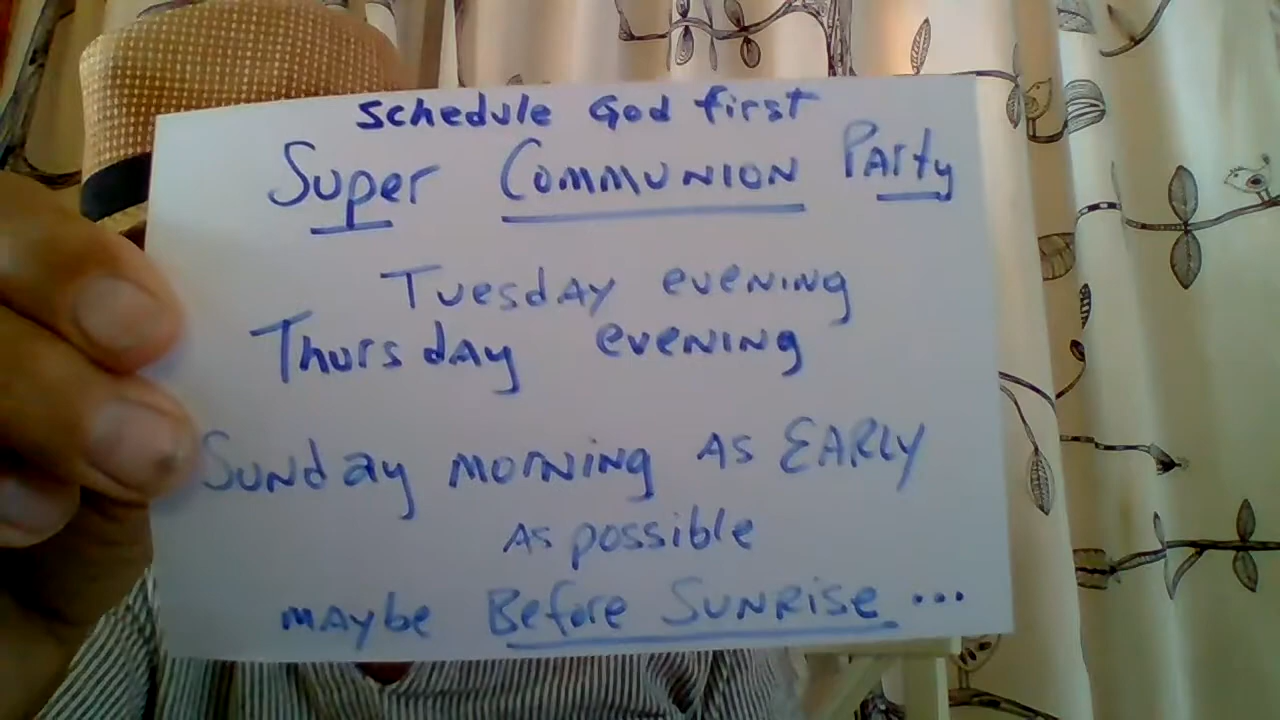 Schedule God first
Super Communion Party
Tuesday evening
Thursday evening
Sunday morning as EARLY
as possible
maybe Before Sunrise...